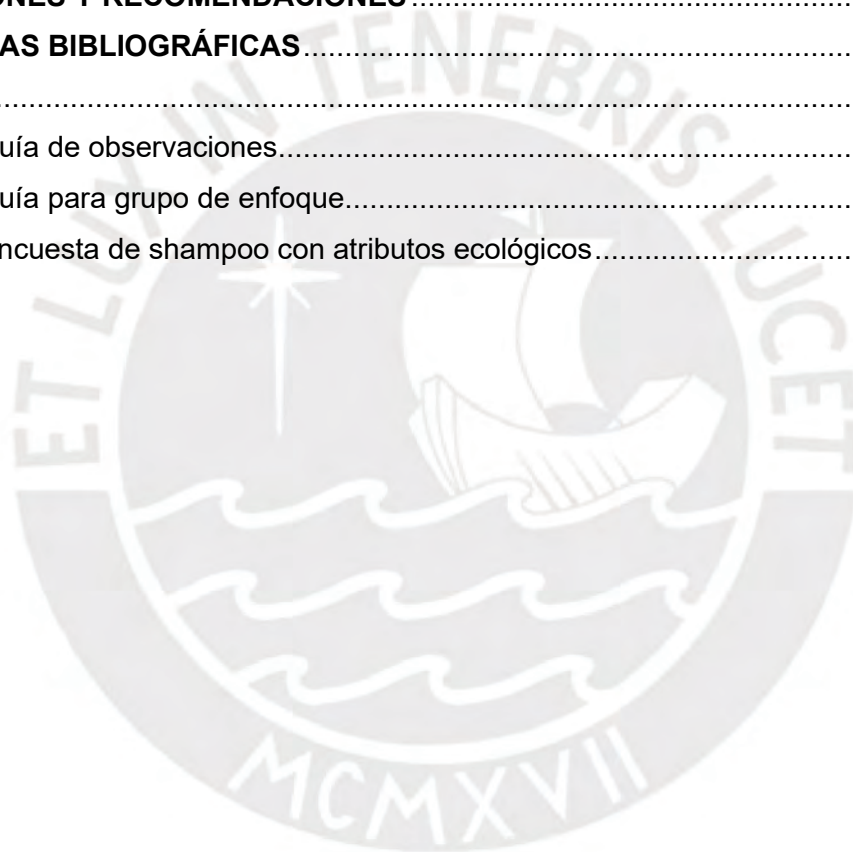 ONES Y RECOMENDACIONES....................................................
AS BIBLIOGRÁFICAS..................................................................
.......................................................................................................
uía de observaciones.....................................................................
uía para grupo de enfoque.............................................................
ncuesta de shampoo con atributos ecológicos...............................
ET LUX IN TENEBRIS LUCET
MCMXVII